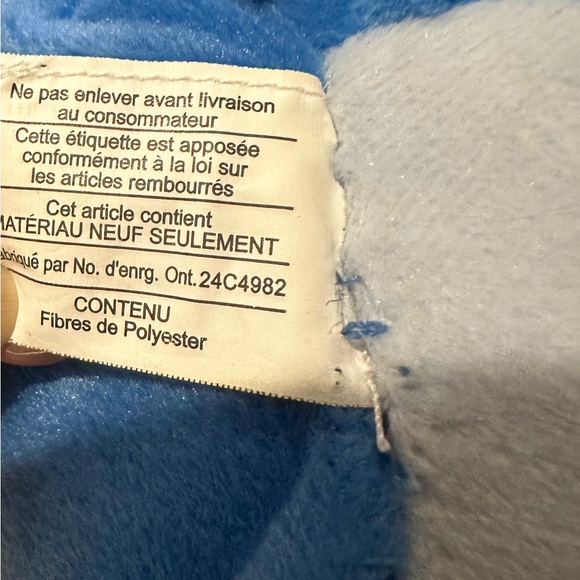 Ne pas enlever avant livraison
au consommateur
Cette étiquette est apposée
conformément à la loi sur
les articles rembourrés
Cet article contient
MATÉRIAU NEUF SEULEMENT
abriqué par No. d'enrg. Ont.24C4982
CONTENU
Fibres de Polyester